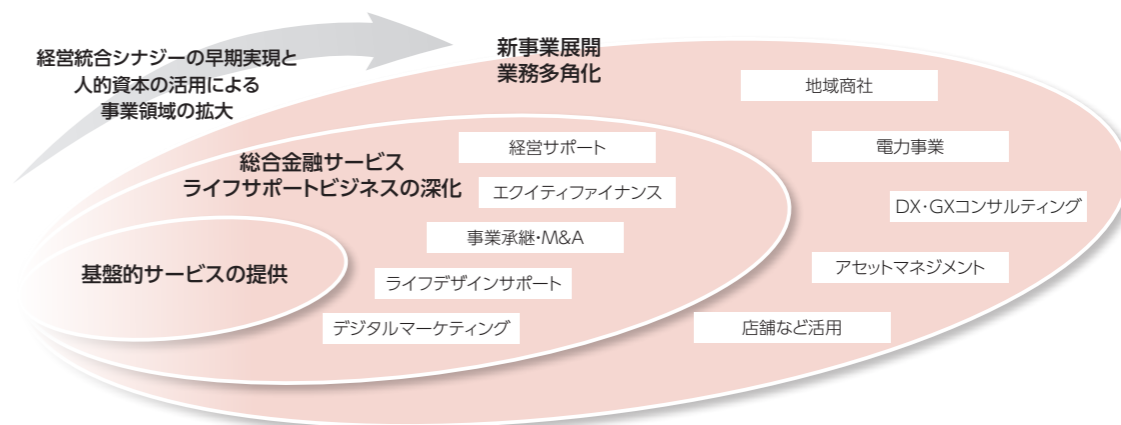 経営統合シナジーの早期実現と
人的資本の活用による
事業領域の拡大
新事業展開
業務多角化
地域商社
電力事業
DX・GXコンサルティング
アセットマネジメント
店舗など活用
総合金融サービス
ライフサポートビジネスの深化
経営サポート
エクイティファイナンス
事業承継・M&A
ライフデザインサポート
デジタルマーケティング
基盤的サービスの提供